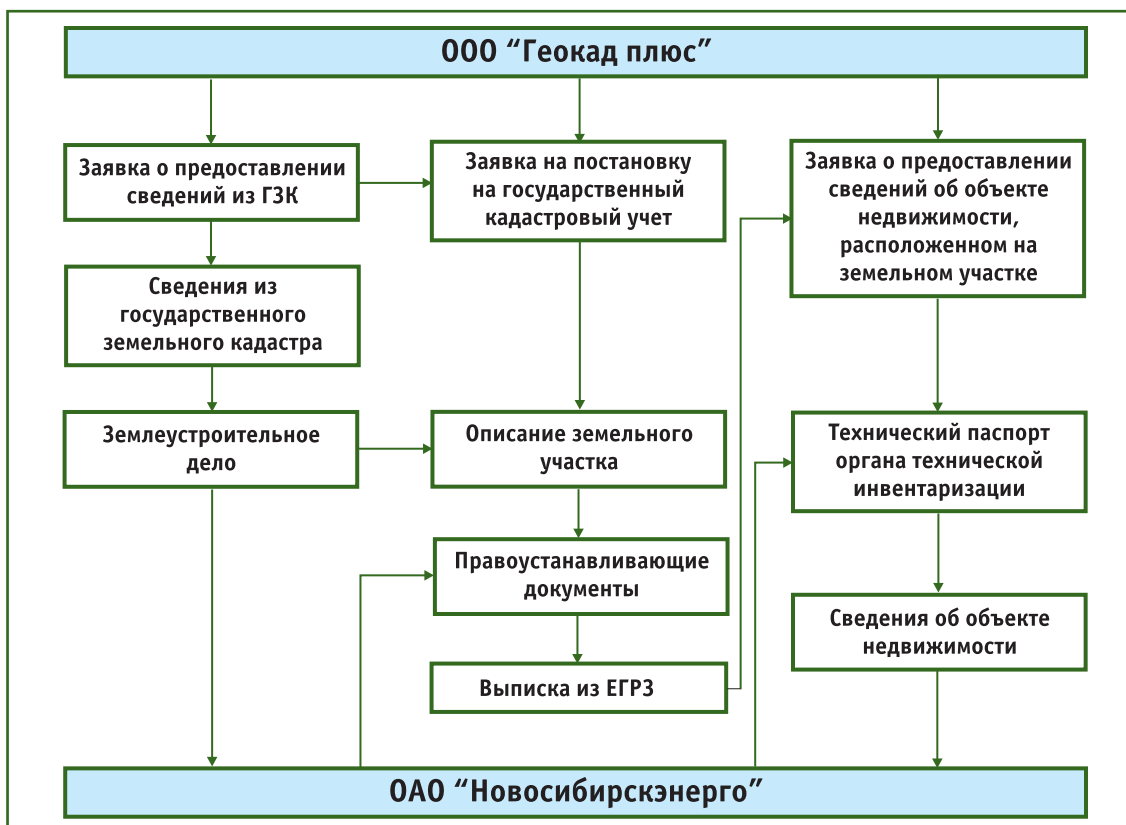 ООО “Геокад плюс”
Заявка о предоставлении
сведений из ГЗК
Заявка на постановку
на государственный
кадастровый учет
Заявка о предоставлении
сведений об объекте
недвижимости,
расположенном на
земельном участке
Сведения из
государственного
земельного кадастра
Землеустроительное
дело
Описание земельного
участка
Технический паспорт
органа технической
инвентаризации
Правоустанавливающие
документы
Сведения об объекте
недвижимости
Выписка из ЕГРЗ
ОАО “Новосибирскэнерго”